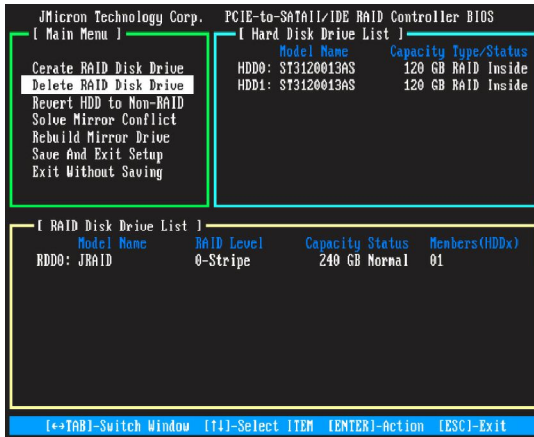 JMicron Technology Corp. PCIE-to-SATAII/IDE RAID Controller BIOS
[ Main Menu ]
Cerate RAID Disk Drive
Delete RAID Disk Drive
Revert HDD to Non-RAID
Solve Mirror Conflict
Rebuild Mirror Drive
Save And Exit Setup
Exit Without Saving
[ Hard Disk Drive List ]
Model Name Capacity Type/Status
HDD0: ST3120013AS 120 GB RAID Inside
HDD1: ST3120013AS 120 GB RAID Inside
[ RAID Disk Drive List ]
Model Name RAID Level Capacity Status Members(HDDx)
RDD0: JRAID 0-Stripe 240 GB Normal 01
[↔TAB]-Switch Window [↑↓]-Select ITEM [ENTER]-Action [ESC]-Exit